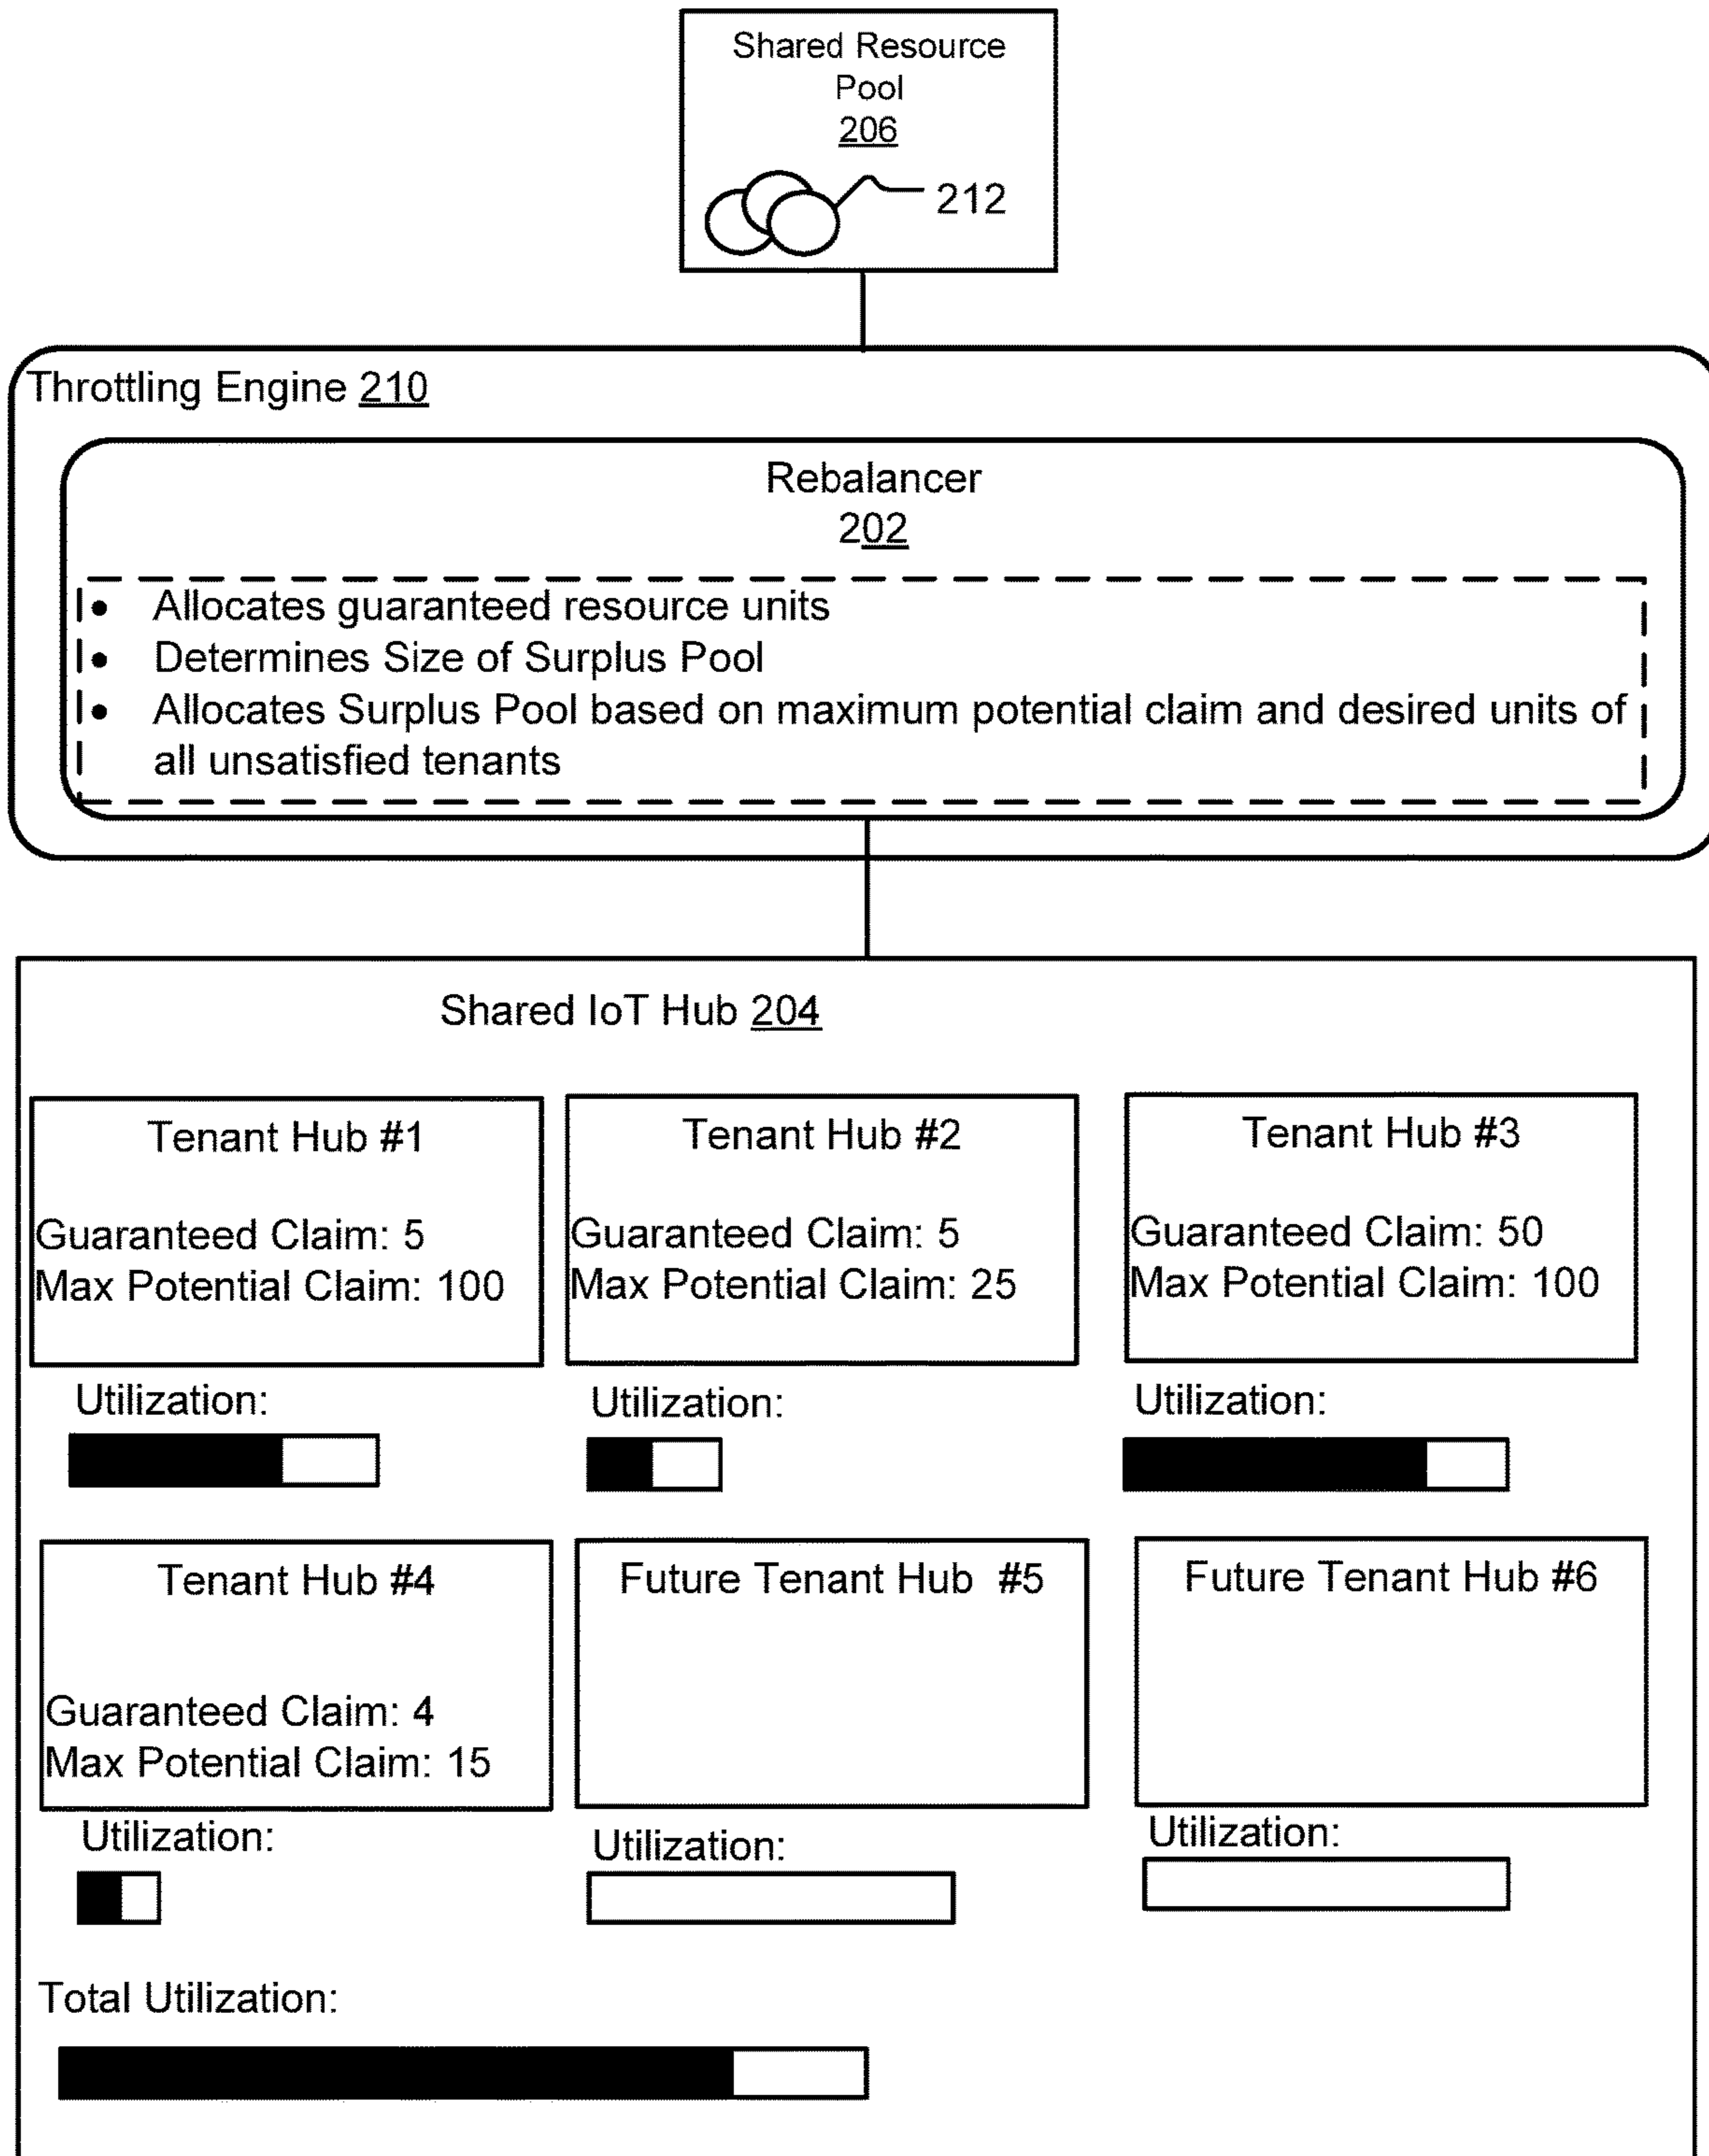 Shared Resource
Pool
206
212
Throttling Engine 210
Rebalancer
202
• Allocates guaranteed resource units
• Determines Size of Surplus Pool
• Allocates Surplus Pool based on maximum potential claim and desired units of
all unsatisfied tenants
Shared IoT Hub 204
Tenant Hub #1
Guaranteed Claim: 5
Max Potential Claim: 100
Utilization:
Tenant Hub #2
Guaranteed Claim: 5
Max Potential Claim: 25
Utilization:
Tenant Hub #3
Guaranteed Claim: 50
Max Potential Claim: 100
Utilization:
Tenant Hub #4
Guaranteed Claim: 4
Max Potential Claim: 15
Utilization:
Future Tenant Hub #5
Utilization:
Future Tenant Hub #6
Utilization:
Total Utilization: